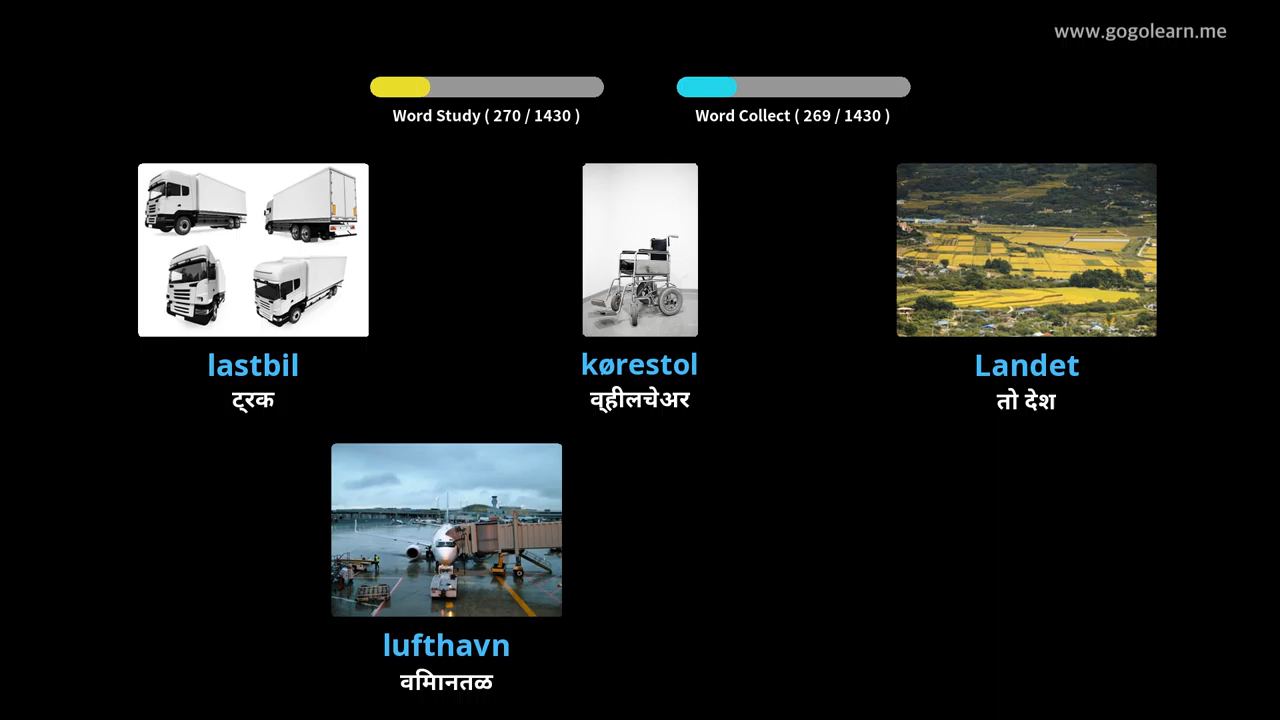 www.gogolearn.me
Word Study ( 270 / 1430 )
Word Collect ( 269 / 1430 )
lastbil
ट्रक
kørestol
व्हीलचेअर
Landet
तो देश
lufthavn
विमानतळ